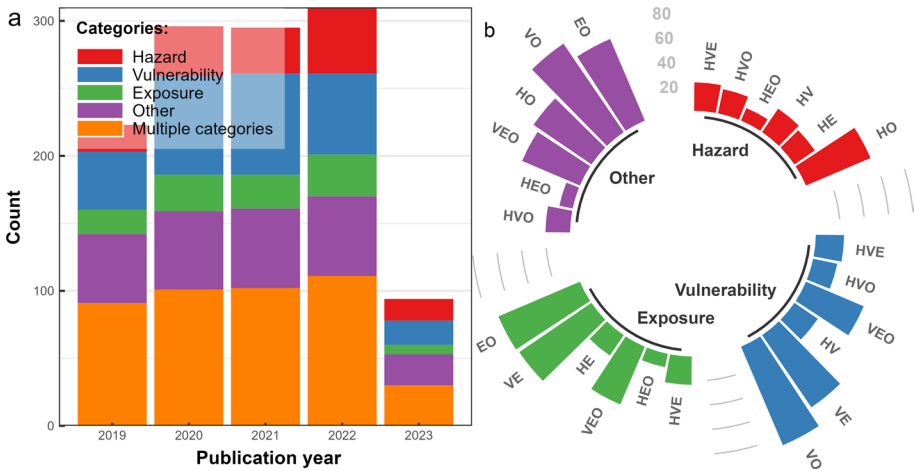 a
Categories:
Hazard
Vulnerability
Exposure
Other
Multiple categories
300
200
100
0
Count
2019 2020 2021 2022 2023
Publication year
b
80
60
40
20
HVE
HVO
HEO
HV
HE
HO
Hazard
HVE
HVO
VEO
HV
VE
VO
Vulnerability
Exposure
HVE
HEO
VEO
HE
VE
EO
Other
HVO
HEO
VEO
HO
VO
EO